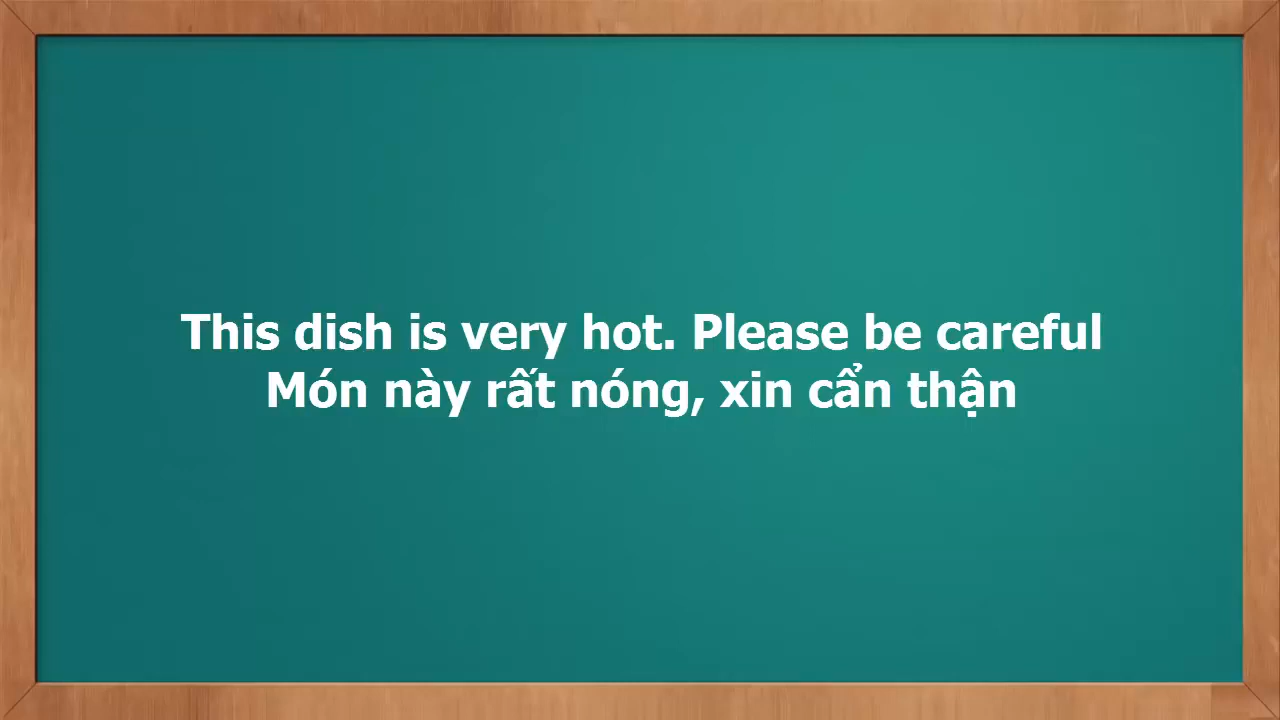 This dish is very hot. Please be careful
Món này rất nóng, xin cẩn thận